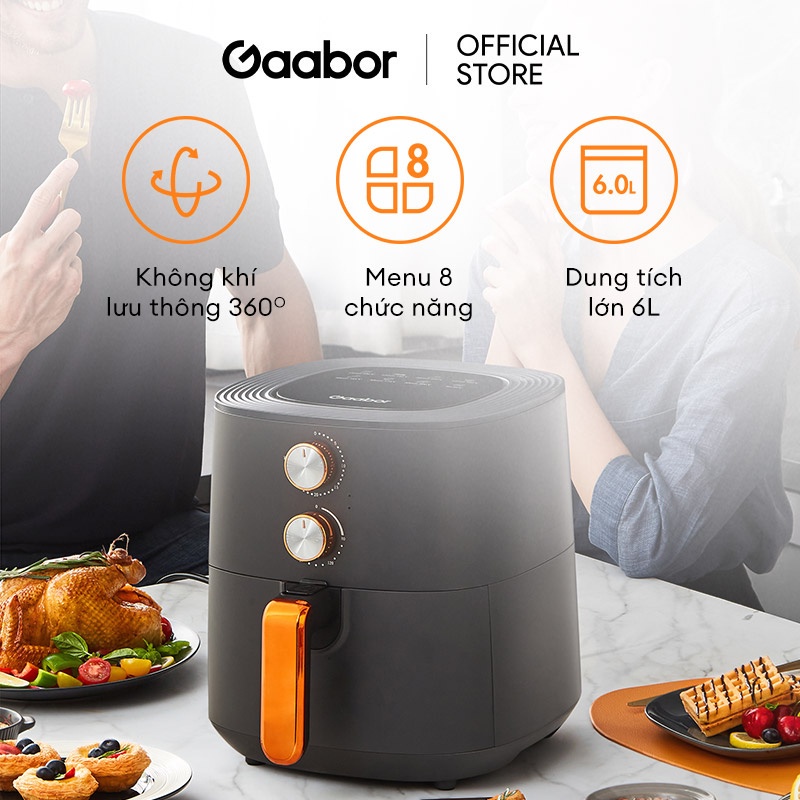 Gaabor
OFFICIAL
STORE
8
6.0L
Không khí
lưu thông 360°
Menu 8
chức năng
Dung tích
lớn 6L
Gaabor